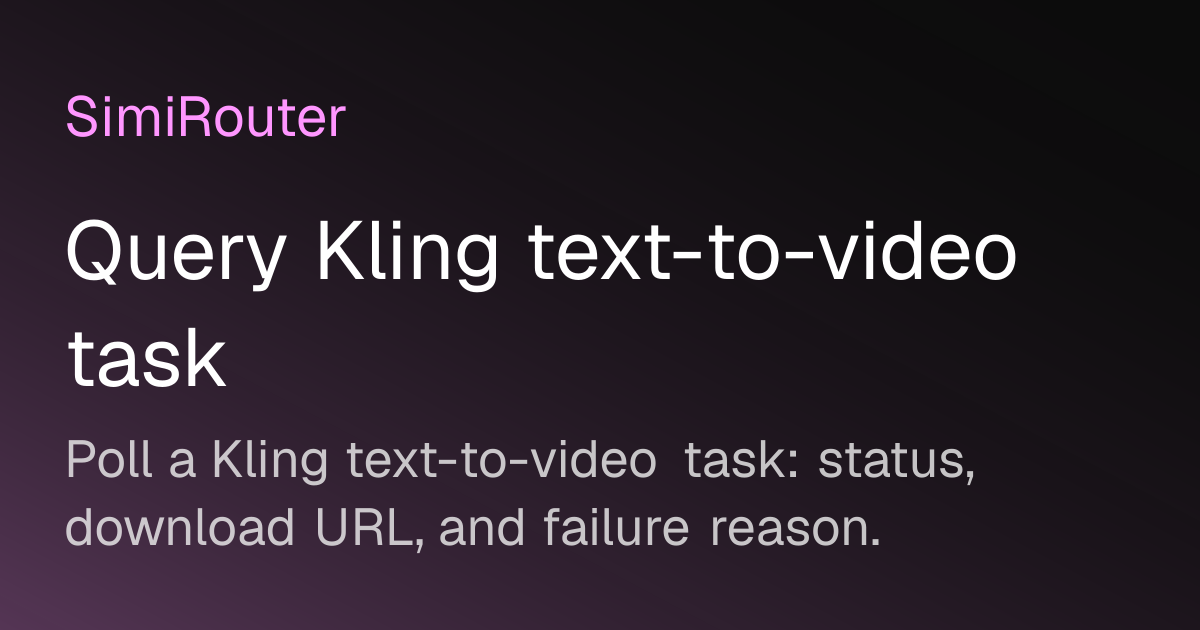 SimiRouter
Query Kling text-to-video
task
Poll a Kling text-to-video task: status,
download URL, and failure reason.